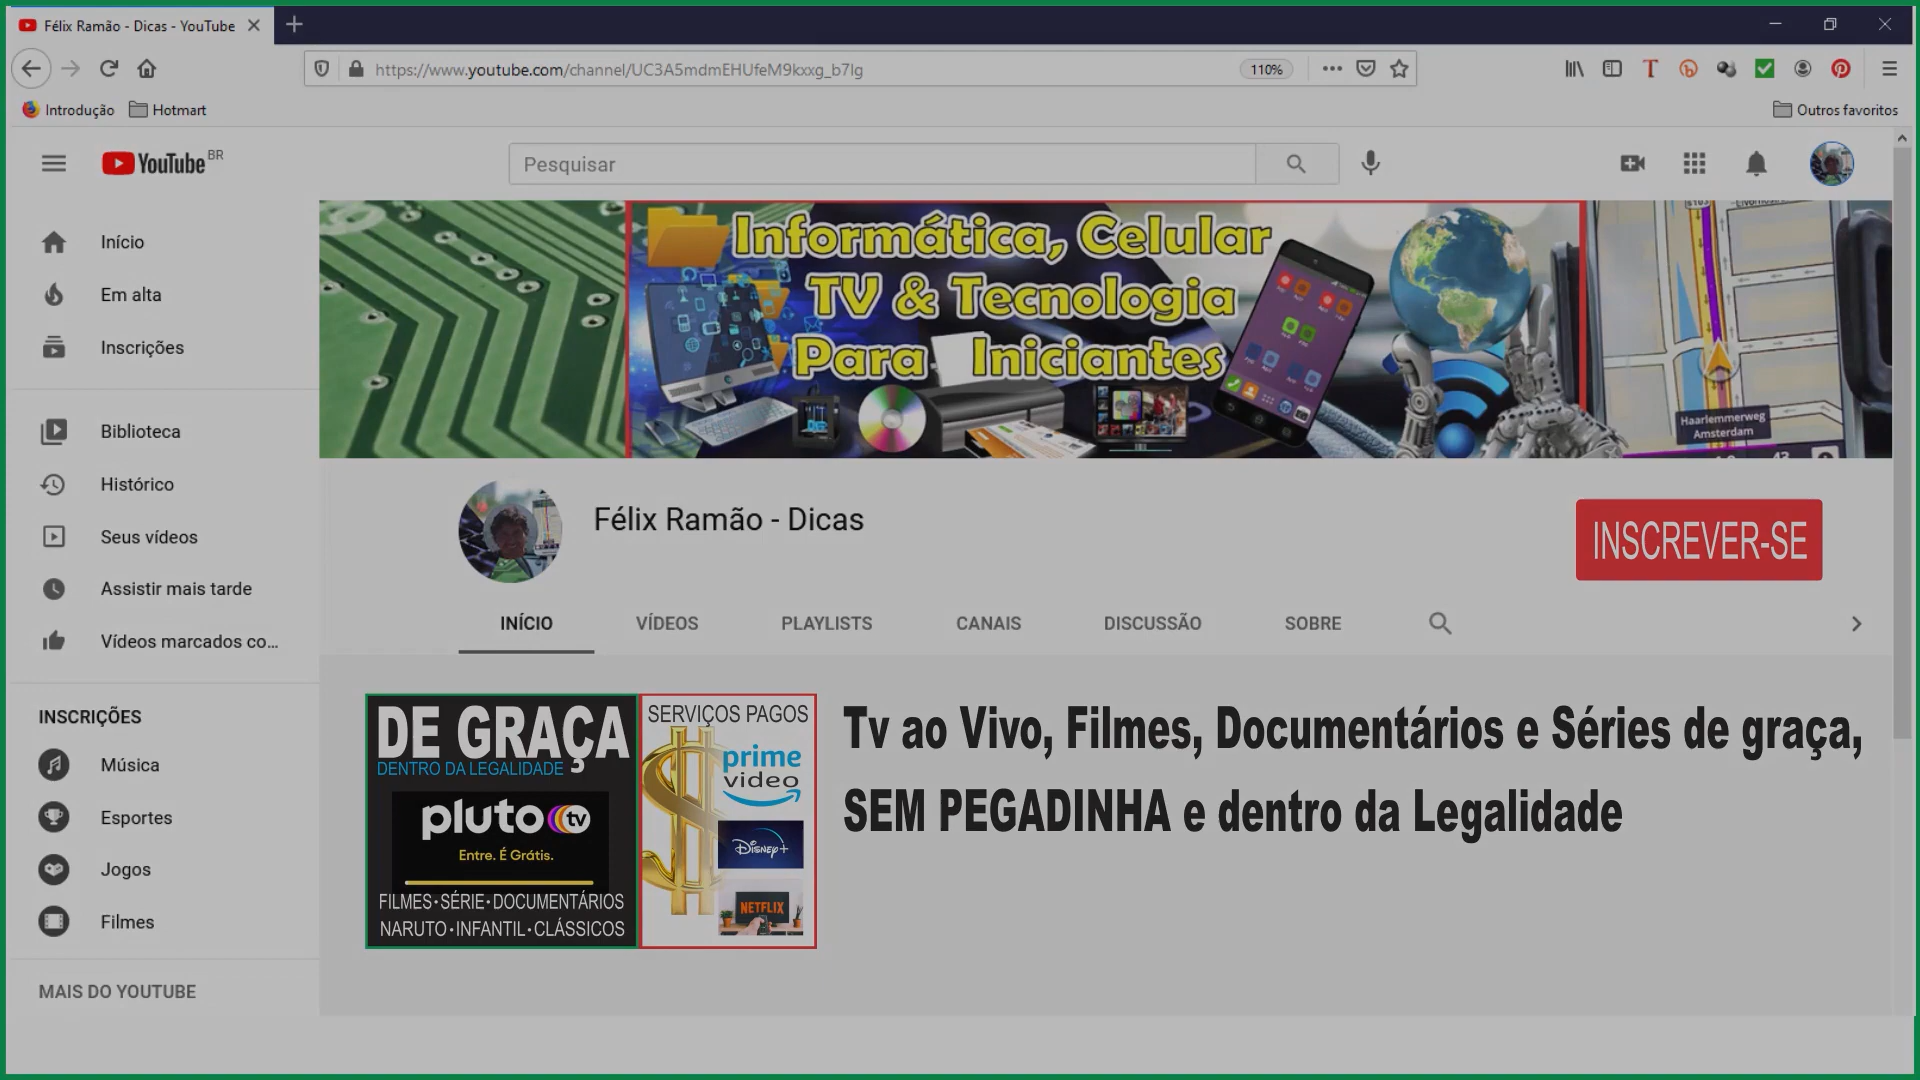 Félix Ramão - Dicas - YouTube
https://www.youtube.com/channel/UC3A5mdmEHUfeM9kxxg_b7lg
110%
Introdução
Hotmart
Outros favoritos
YouTube BR
Pesquisar
Início
Em alta
Inscrições
Biblioteca
Histórico
Seus vídeos
Assistir mais tarde
Vídeos marcados co...
INSCRIÇÕES
Música
Esportes
Jogos
Filmes
MAIS DO YOUTUBE
Informática, Celular
TV & Tecnologia
Para Iniciantes
Haarlemmerweg
Amsterdam
Félix Ramão - Dicas
INSCREVER-SE
INÍCIO
VÍDEOS
PLAYLISTS
CANAIS
DISCUSSÃO
SOBRE
DE GRAÇA
DENTRO DA LEGALIDADE
pluto tv
Entre. É Grátis.
FILMES•SÉRIE•DOCUMENTÁRIOS
NARUTO•INFANTIL•CLÁSSICOS
SERVIÇOS PAGOS
prime
video
Disney+
NETFLIX
Tv ao Vivo, Filmes, Documentários e Séries de graça,
SEM PEGADINHA e dentro da Legalidade